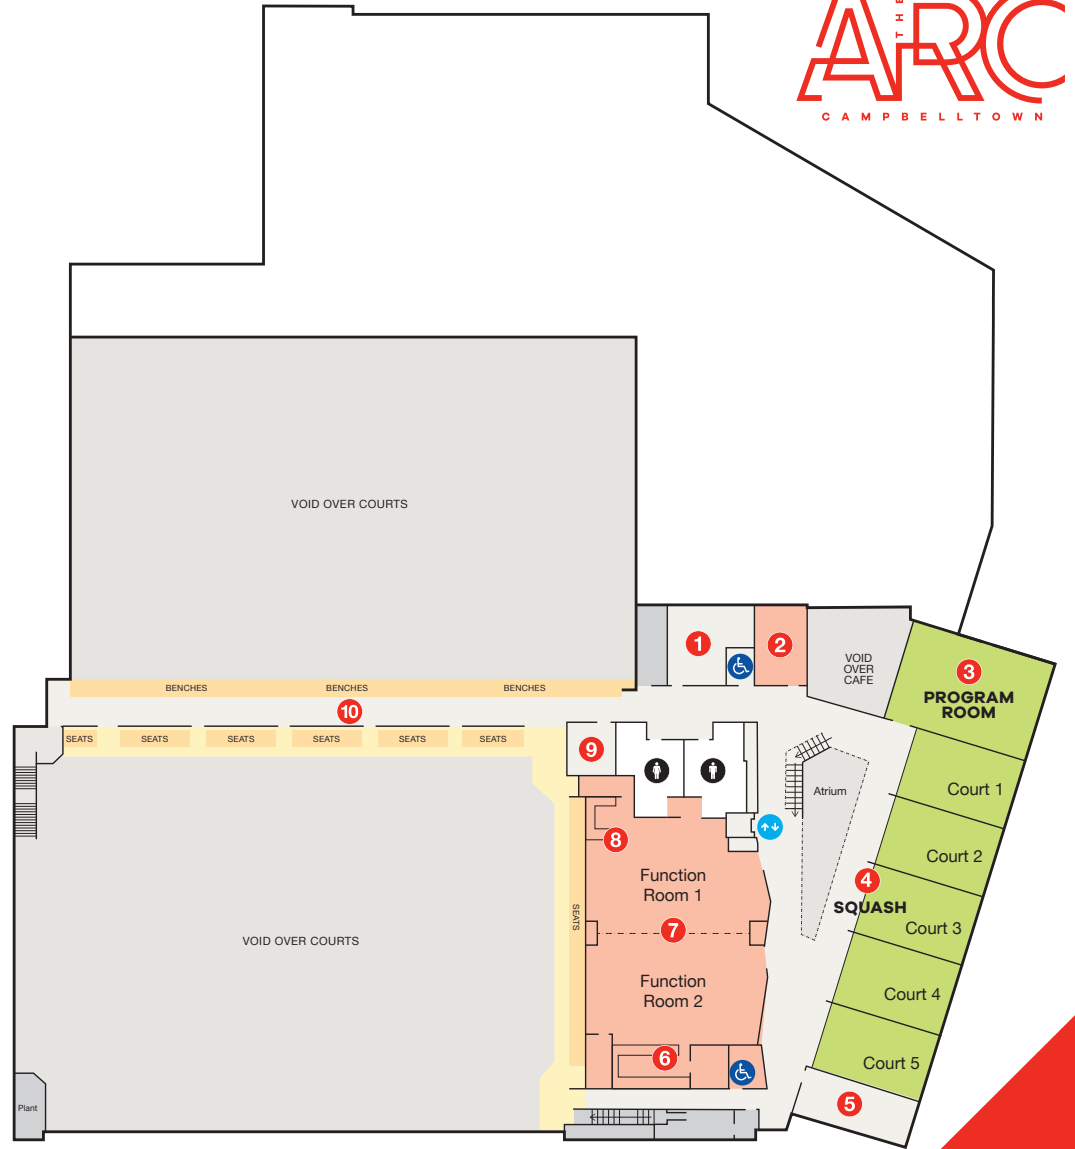 THE
ARC
CAMPBELLTOWN
VOID OVER COURTS
1
2
VOID
OVER
CAFE
3
PROGRAM
ROOM
BENCHES
BENCHES
BENCHES
10
SEATS
SEATS
SEATS
SEATS
SEATS
SEATS
9
Atrium
Court 1
8
Court 2
Function
Room 1
4
SQUASH
SEATS
Court 3
7
VOID OVER COURTS
Function
Room 2
Court 4
6
Court 5
5
Plant